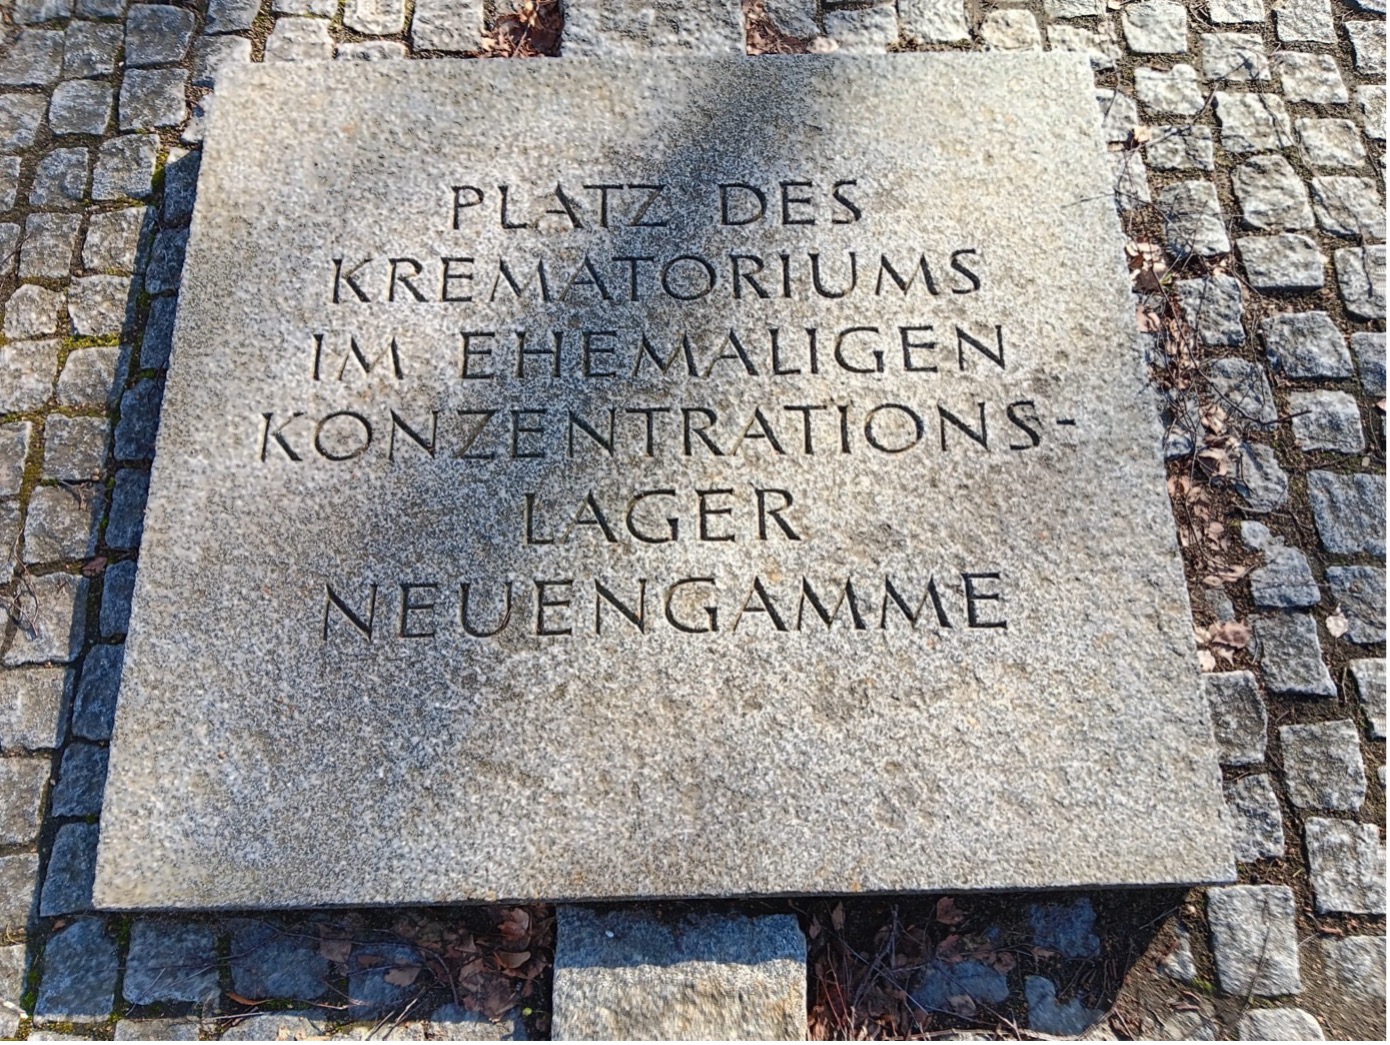 PLATZ DES
KREMATORIUMS
IM EHEMALIGEN
KONZENTRATIONS-
LAGER
NEUENGAMME